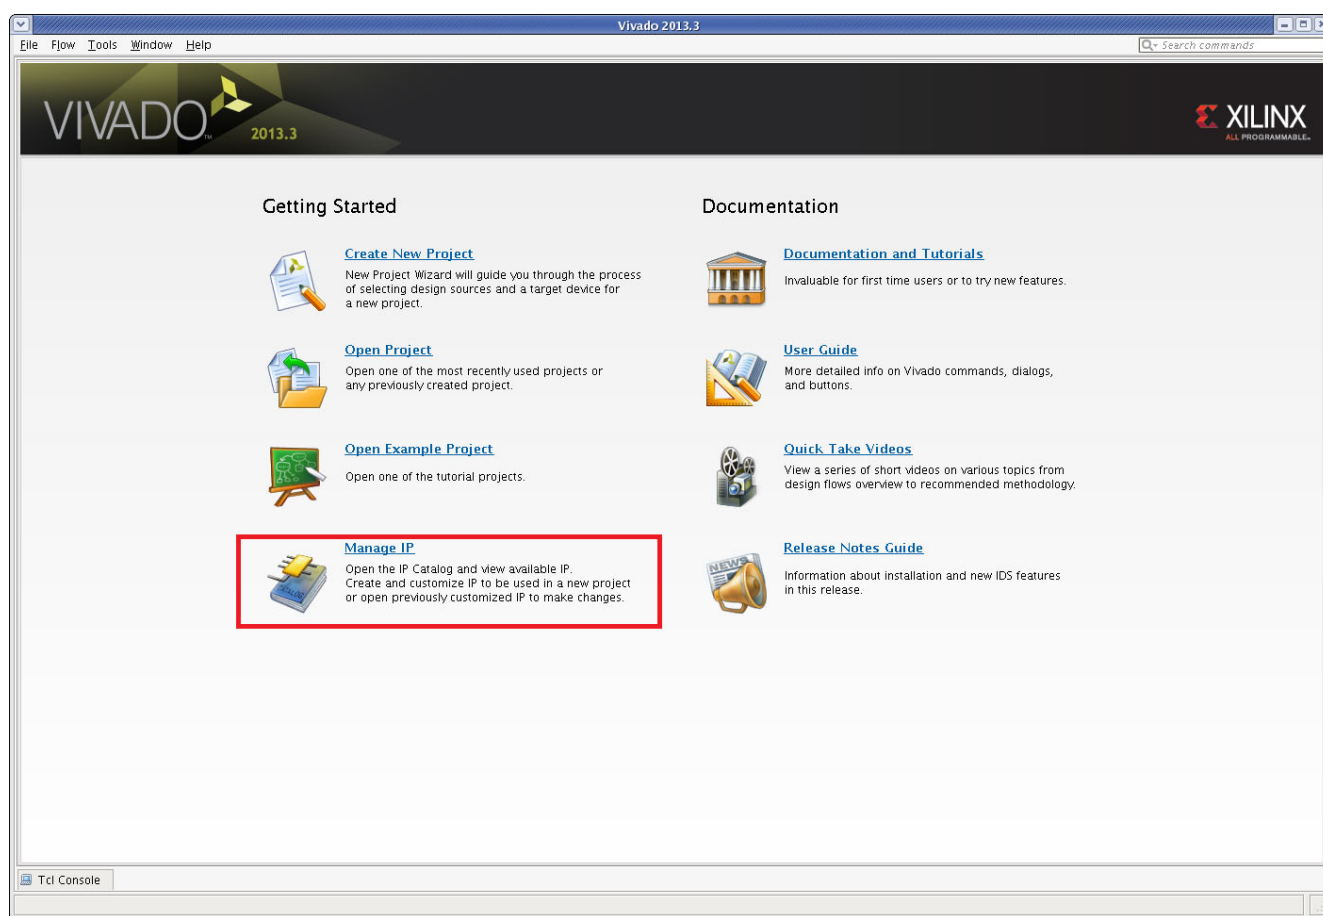 Vivado 2013.3
File Flow Tools Window Help
Search commands
VIVADO™ 2013.3
XILINX
ALL PROGRAMMABLE™
Getting Started
Create New Project
New Project Wizard will guide you through the process
of selecting design sources and a target device for
a new project.
Open Project
Open one of the most recently used projects or
any previously created project.
Open Example Project
Open one of the tutorial projects.
Manage IP
Open the IP Catalog and view available IP.
Create and customize IP to be used in a new project
or open previously customized IP to make changes.
CATALOG
Documentation
Documentation and Tutorials
Invaluable for first time users or to try new features.
User Guide
More detailed info on Vivado commands, dialogs,
and buttons.
Quick Take Videos
View a series of short videos on various topics from
design flows overview to recommended methodology.
NEWS
Release Notes Guide
Information about installation and new IDS features
in this release.
Tcl Console